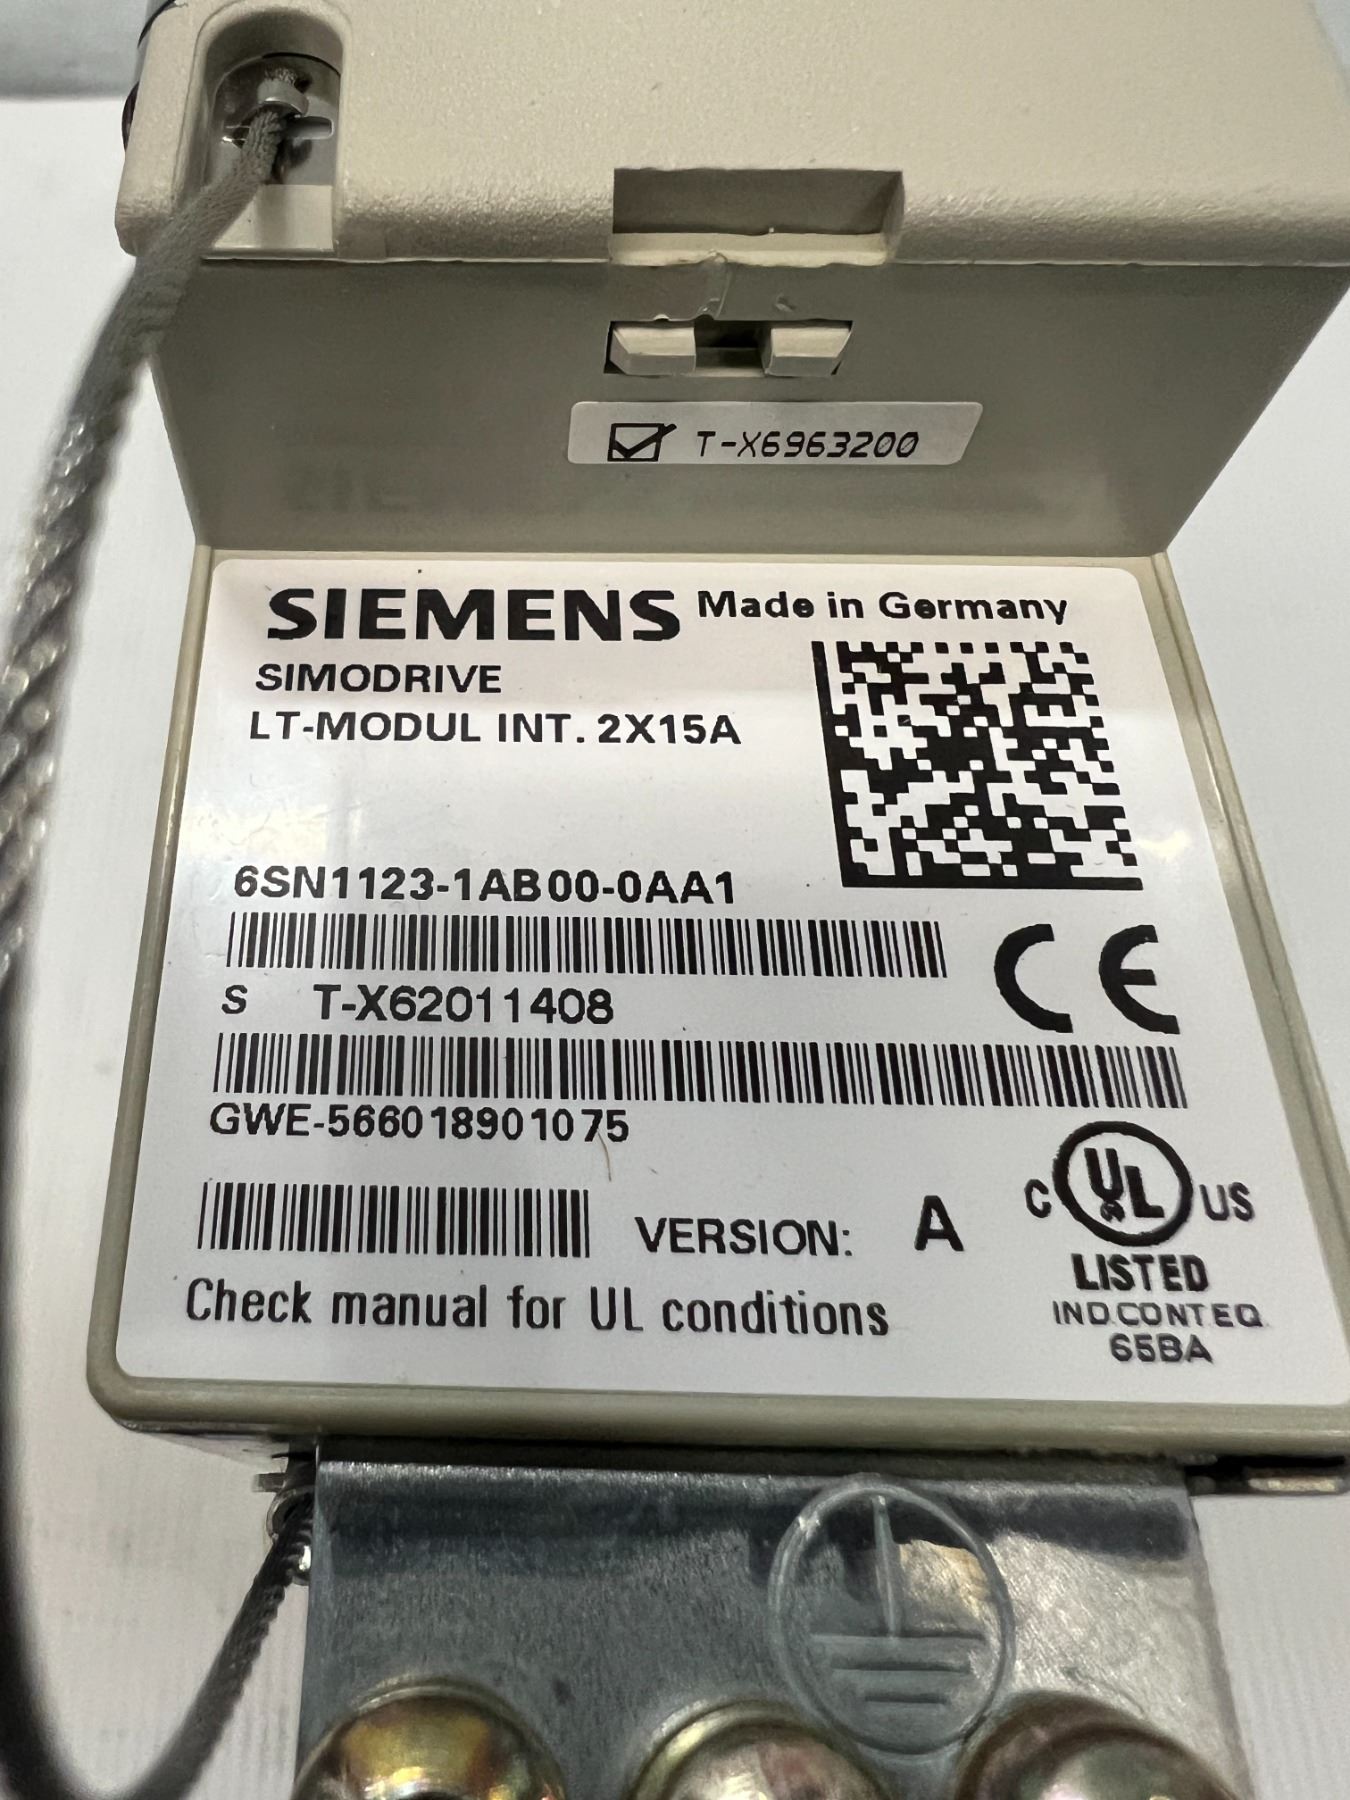 T-X6963200
SIEMENS Made in Germany
SIMODRIVE
LT-MODUL INT. 2X15A
6SN1123-1AB00-0AA1
S T-X62011408
GWE-566018901075
VERSION: A
C UL US
LISTED
IND.CONT.EQ.
65BA
Check manual for UL conditions
CE